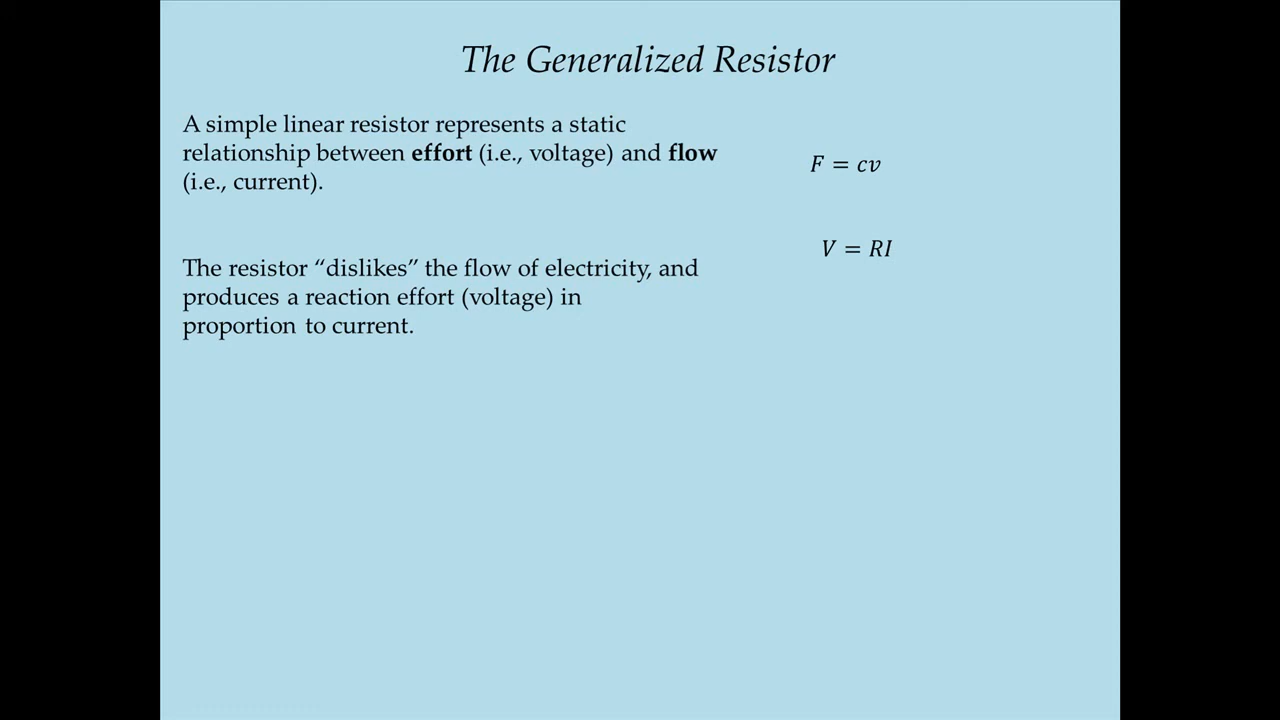 The Generalized Resistor
A simple linear resistor represents a static
relationship between effort (i.e., voltage) and flow
(i.e., current).
F = cv
V = RI
The resistor “dislikes” the flow of electricity, and
produces a reaction effort (voltage) in
proportion to current.